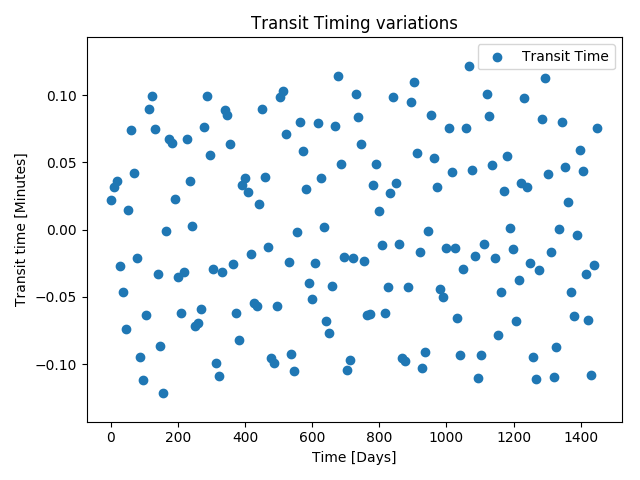 Transit Timing variations
Transit Time
0.10
0.05
0.00
−0.05
−0.10
Transit time [Minutes]
0 200 400 600 800 1000 1200 1400
Time [Days]